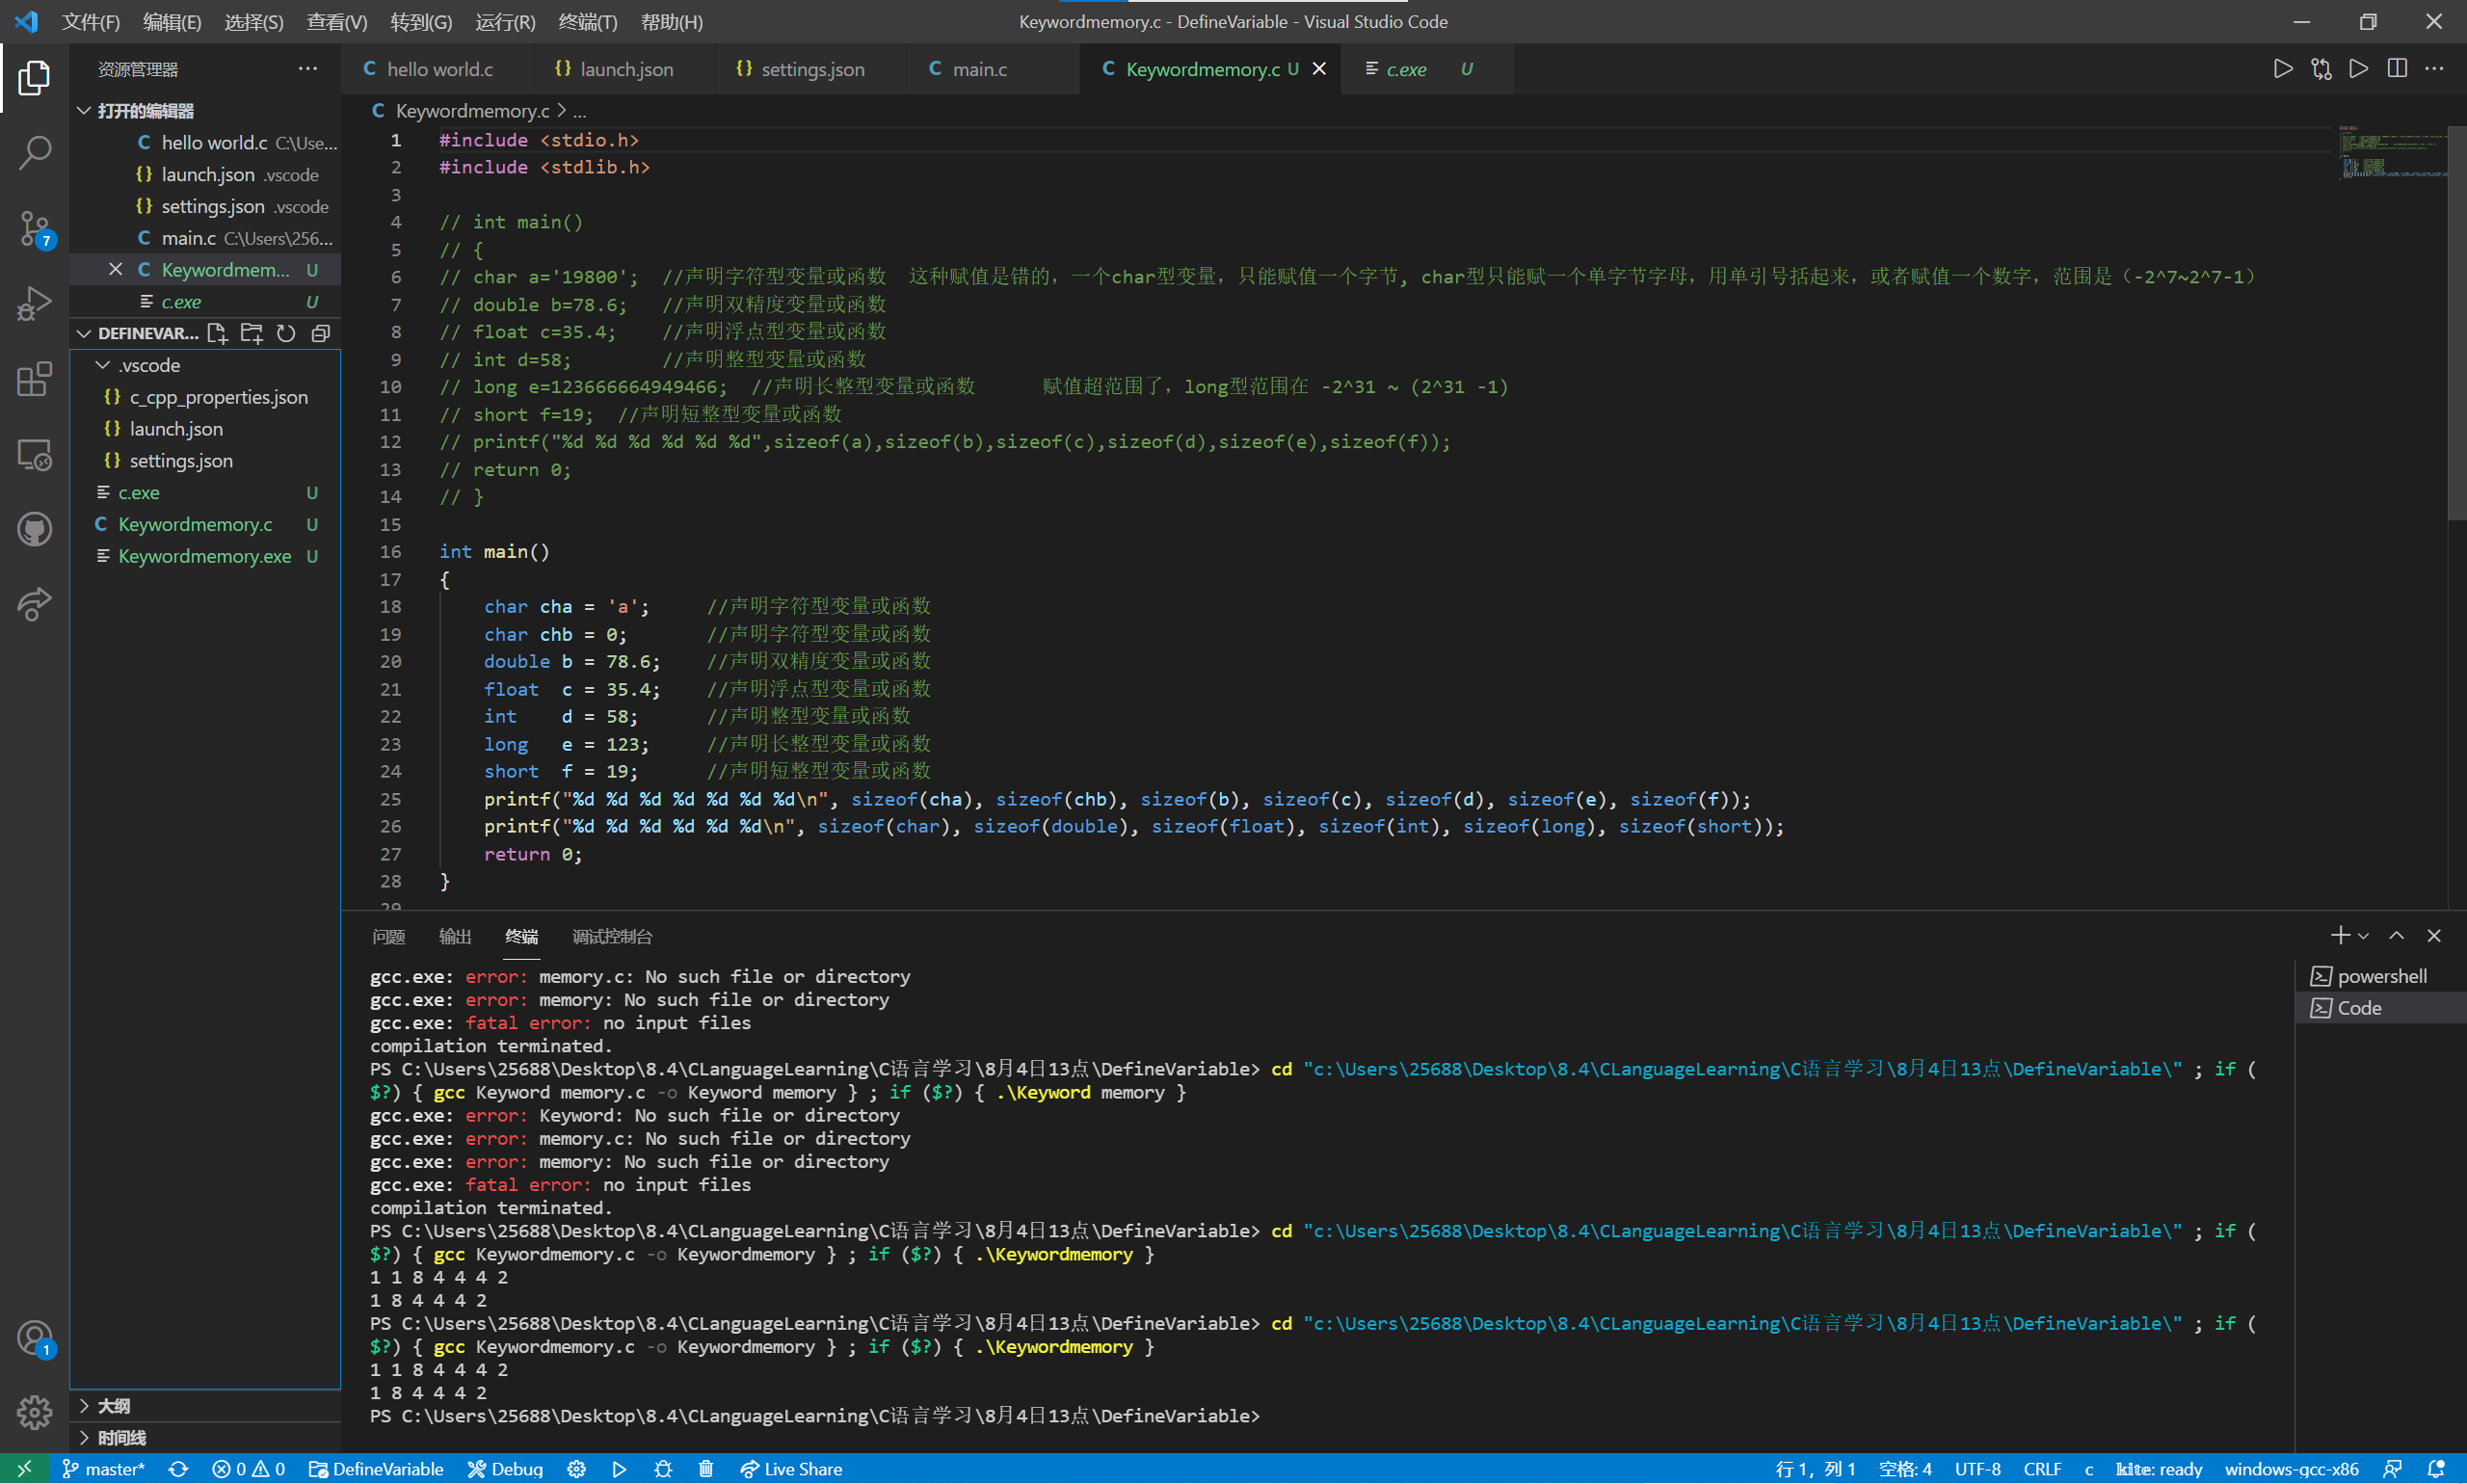 文件(F) 编辑(E) 选择(S) 查看(V) 转到(G) 运行(R) 终端(T) 帮助(H) Keywordmemory.c - DefineVariable - Visual Studio Code
资源管理器 ···
打开的编辑器
hello world.c C:\Use...
launch.json .vscode
settings.json .vscode
main.c C:\Users\256...
Keywordmem... U
c.exe U
DEFINEVAR...
.vscode
c_cpp_properties.json
launch.json
settings.json
c.exe U
Keywordmemory.c U
Keywordmemory.exe U
大纲
时间线
7
1
hello world.c launch.json settings.json main.c Keywordmemory.c U c.exe U
C Keywordmemory.c > ...
1 #include <stdio.h>
2 #include <stdlib.h>
3
4 // int main()
5 // {
6 // char a='19800'; //声明字符型变量或函数 这种赋值是错的，一个char型变量，只能赋值一个字节, char型只能赋一个单字节字母，用单引号括起来，或者赋值一个数字，范围是（-2^7~2^7-1）
7 // double b=78.6; //声明双精度变量或函数
8 // float c=35.4; //声明浮点型变量或函数
9 // int d=58; //声明整型变量或函数
10 // long e=123666664949466; //声明长整型变量或函数 赋值超范围了，long型范围在 -2^31 ~ (2^31 -1)
11 // short f=19; //声明短整型变量或函数
12 // printf("%d %d %d %d %d %d",sizeof(a),sizeof(b),sizeof(c),sizeof(d),sizeof(e),sizeof(f));
13 // return 0;
14 // }
15
16 int main()
17 {
18 char cha = 'a'; //声明字符型变量或函数
19 char chb = 0; //声明字符型变量或函数
20 double b = 78.6; //声明双精度变量或函数
21 float c = 35.4; //声明浮点型变量或函数
22 int d = 58; //声明整型变量或函数
23 long e = 123; //声明长整型变量或函数
24 short f = 19; //声明短整型变量或函数
25 printf("%d %d %d %d %d %d %d\n", sizeof(cha), sizeof(chb), sizeof(b), sizeof(c), sizeof(d), sizeof(e), sizeof(f));
26 printf("%d %d %d %d %d %d\n", sizeof(char), sizeof(double), sizeof(float), sizeof(int), sizeof(long), sizeof(short));
27 return 0;
28 }
29
问题 输出 终端 调试控制台
gcc.exe: error: memory.c: No such file or directory
gcc.exe: error: memory: No such file or directory
gcc.exe: fatal error: no input files
compilation terminated.
PS C:\Users\25688\Desktop\8.4\CLanguageLearning\C语言学习\8月4日13点\DefineVariable> cd "c:\Users\25688\Desktop\8.4\CLanguageLearning\C语言学习\8月4日13点\DefineVariable\" ; if (
$?) { gcc Keyword memory.c -o Keyword memory } ; if ($?) { .\Keyword memory }
gcc.exe: error: Keyword: No such file or directory
gcc.exe: error: memory.c: No such file or directory
gcc.exe: error: memory: No such file or directory
gcc.exe: fatal error: no input files
compilation terminated.
PS C:\Users\25688\Desktop\8.4\CLanguageLearning\C语言学习\8月4日13点\DefineVariable> cd "c:\Users\25688\Desktop\8.4\CLanguageLearning\C语言学习\8月4日13点\DefineVariable\" ; if (
$?) { gcc Keywordmemory.c -o Keywordmemory } ; if ($?) { .\Keywordmemory }
1 1 8 4 4 4 2
1 8 4 4 4 2
PS C:\Users\25688\Desktop\8.4\CLanguageLearning\C语言学习\8月4日13点\DefineVariable> cd "c:\Users\25688\Desktop\8.4\CLanguageLearning\C语言学习\8月4日13点\DefineVariable\" ; if (
$?) { gcc Keywordmemory.c -o Keywordmemory } ; if ($?) { .\Keywordmemory }
1 1 8 4 4 4 2
1 8 4 4 4 2
PS C:\Users\25688\Desktop\8.4\CLanguageLearning\C语言学习\8月4日13点\DefineVariable>
powershell
Code
master* 0 0 DefineVariable Debug Live Share 行 1，列 1 空格: 4 UTF-8 CRLF c kite: ready windows-gcc-x86